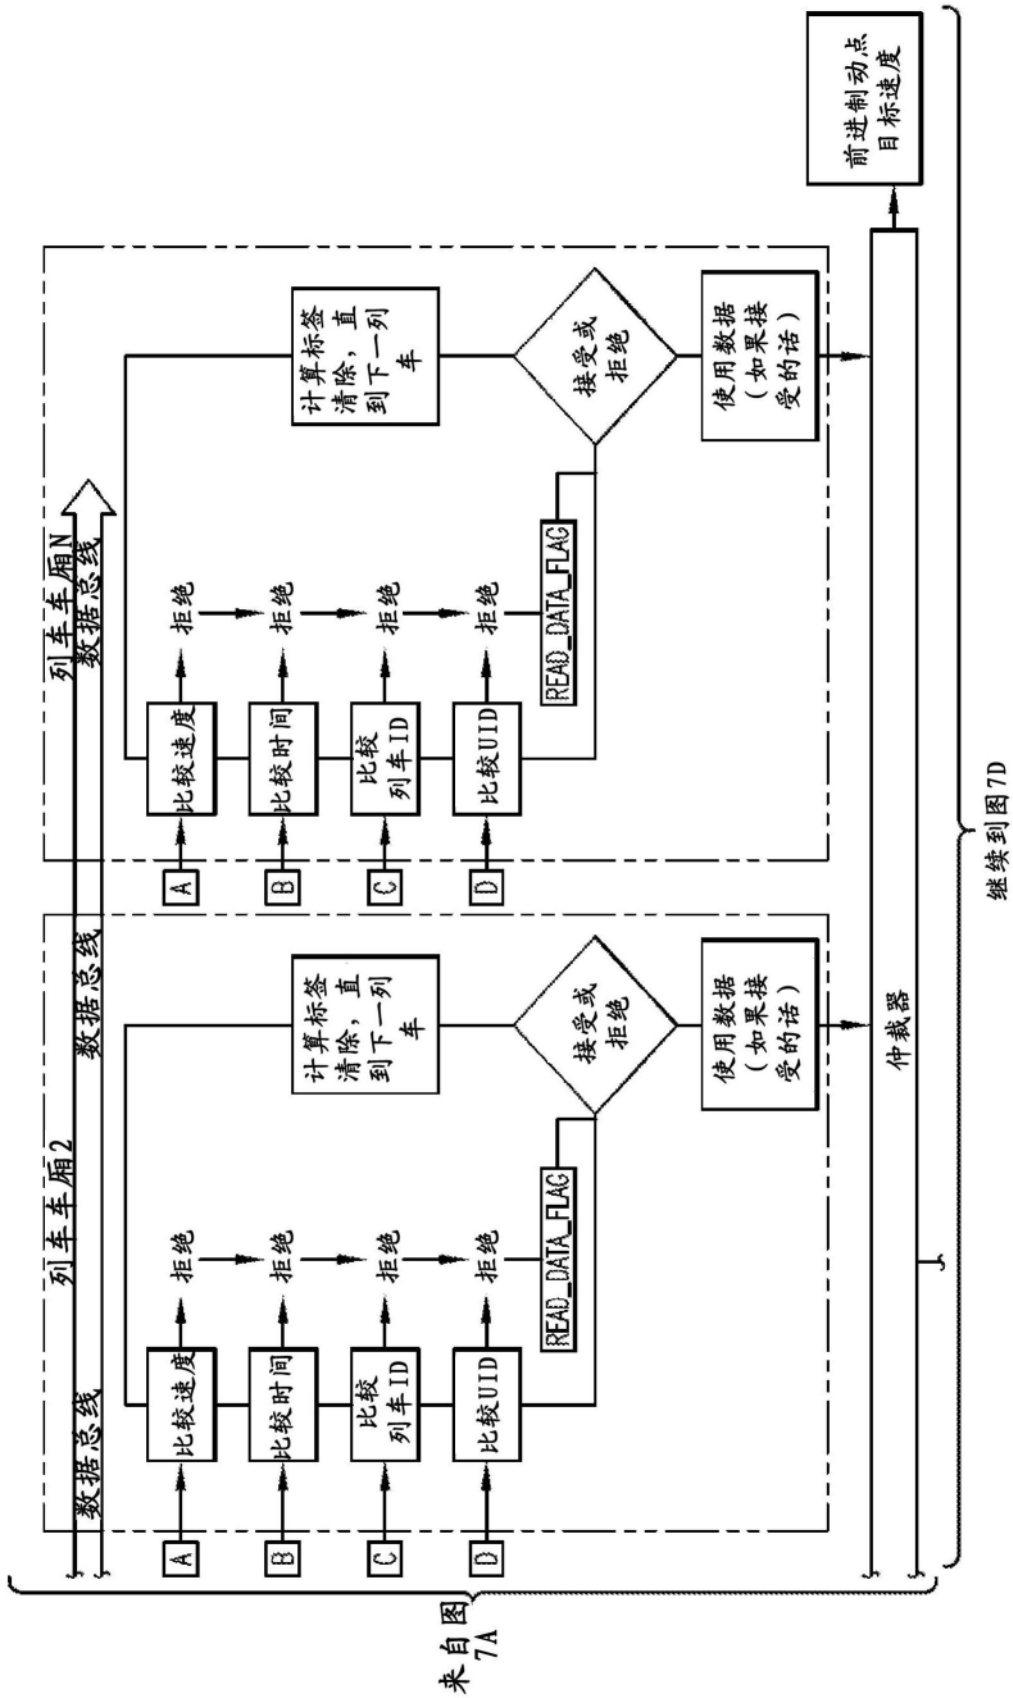 来自图
7A
列车车厢2
数据总线
数据总线
A
比较速度
拒绝
B
比较时间
拒绝
C
比较
列车ID
拒绝
D
比较UID
拒绝
READ_DATA_FLAG
计算标签
清除，直
到下一列
车
接受或
拒绝
使用数据
(如果接
受的话)
列车车厢N
数据总线
A
比较速度
拒绝
B
比较时间
拒绝
C
比较
列车ID
拒绝
D
比较UID
拒绝
READ_DATA_FLAG
计算标签
清除，直
到下一列
车
接受或
拒绝
使用数据
(如果接
受的话)
仲裁器
前进制动点
目标速度
继续到图7D